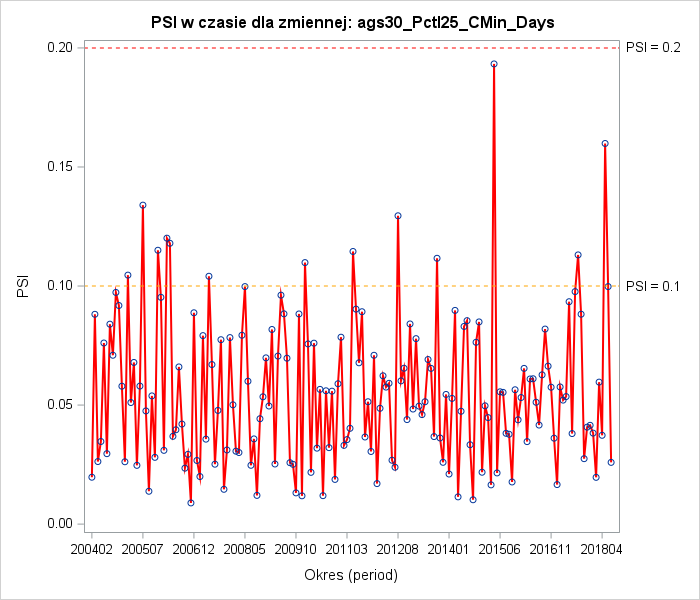 PSI w czasie dla zmiennej: ags30_Pctl25_CMin_Days
0.20
PSI = 0.2
0.15
PSI
0.10
PSI = 0.1
0.05
0.00
200402 200507 200612 200805 200910 201103 201208 201401 201506 201611 201804
Okres (period)